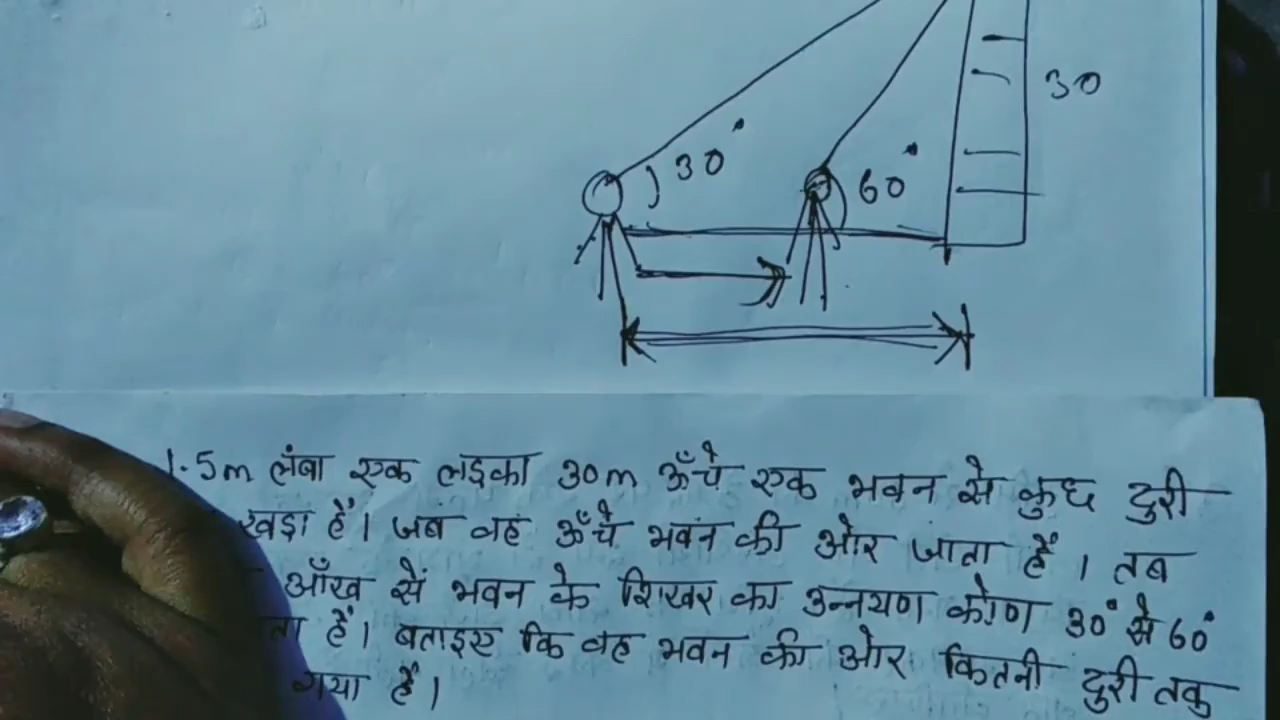 30
30°
60°
1.5m लंबा एक लड़का 30m ऊँचे एक भवन से कुछ दुरी
खड़ा हैं। जब वह ऊँचे भवन की ओर जाता हैं। तब
आँख सें भवन के शिखर का उन्नयण कोण 30° से 60°
ता हैं। बताइए कि वह भवन की ओर कितनी दुरी तक
गया हैं।